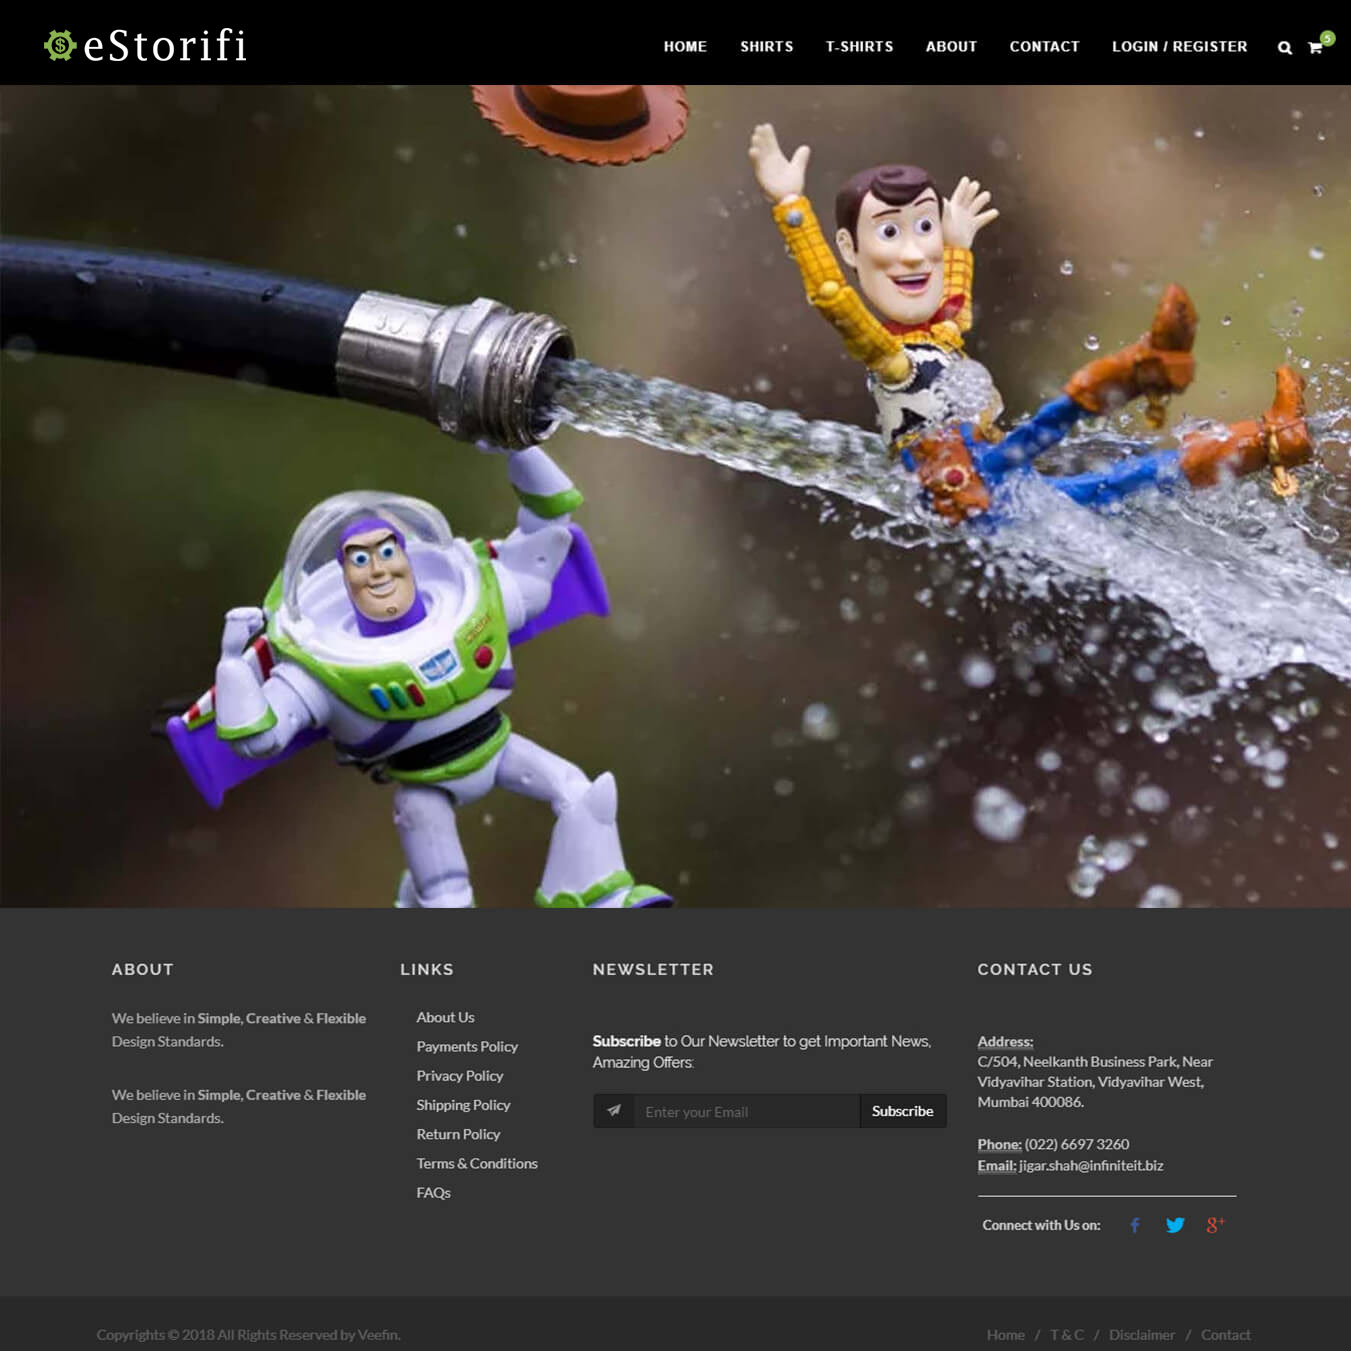 eStorifi
HOME SHIRTS T-SHIRTS ABOUT CONTACT LOGIN / REGISTER 5
ABOUT
We believe in Simple, Creative & Flexible
Design Standards.
We believe in Simple, Creative & Flexible
Design Standards.
LINKS
About Us
Payments Policy
Privacy Policy
Shipping Policy
Return Policy
Terms & Conditions
FAQs
NEWSLETTER
Subscribe to Our Newsletter to get Important News,
Amazing Offers:
Enter your Email Subscribe
CONTACT US
Address:
C/504, Neelkanth Business Park, Near
Vidyavihar Station, Vidyavihar West,
Mumbai 400086.
Phone: (022) 6697 3260
Email: jigar.shah@infiniteit.biz
Connect with Us on:
Copyrights © 2018 All Rights Reserved by Veefin.
Home / T & C / Disclaimer / Contact